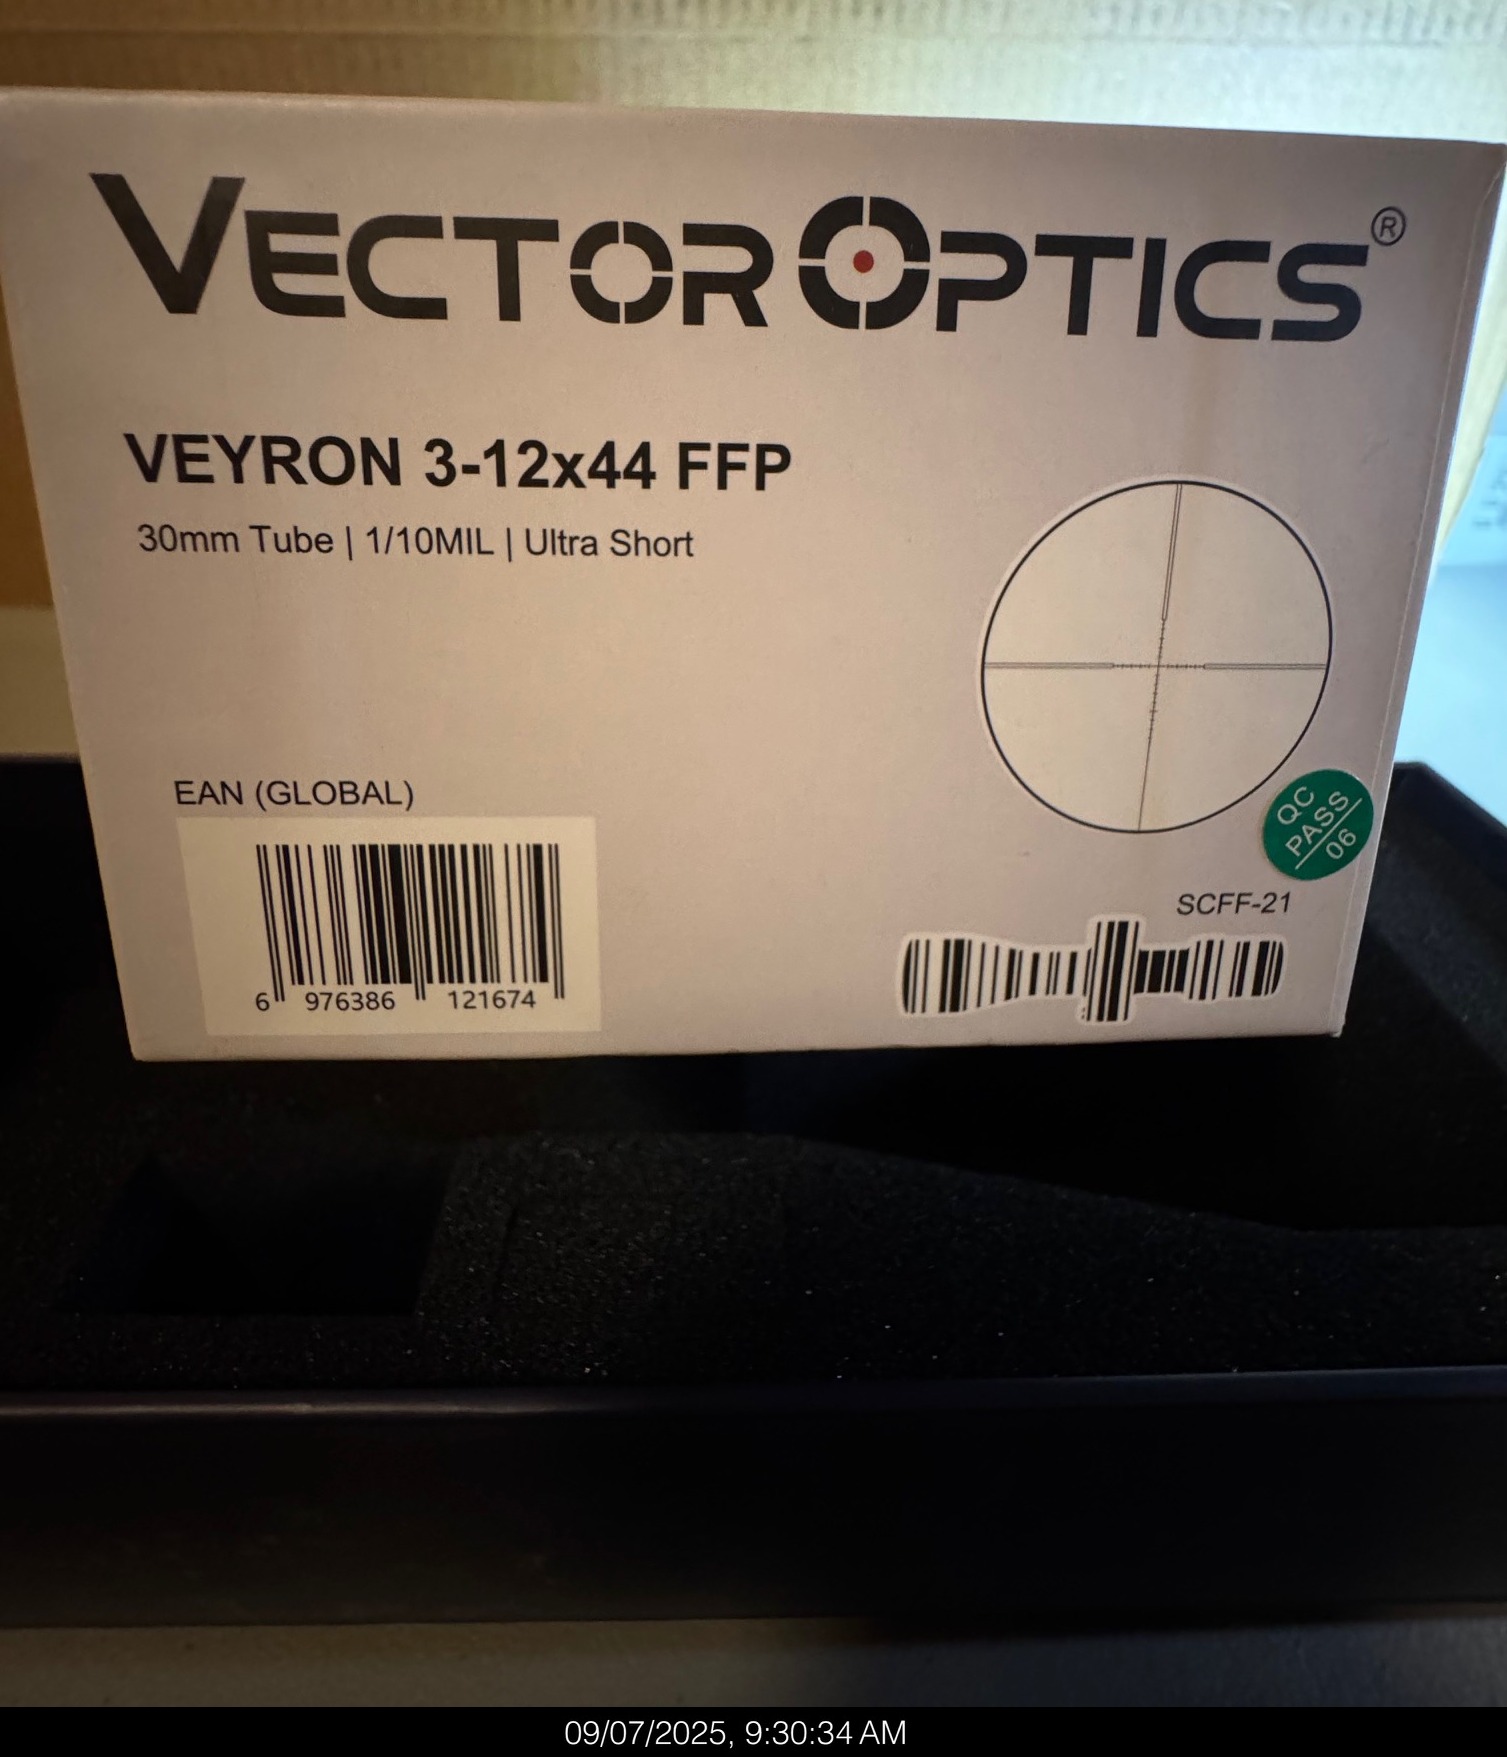 VECTOR OPTICS®
VEYRON 3-12x44 FFP
30mm Tube | 1/10MIL | Ultra Short
EAN (GLOBAL)
6 976386 121674
QC
PASS
06
SCFF-21
09/07/2025, 9:30:34 AM